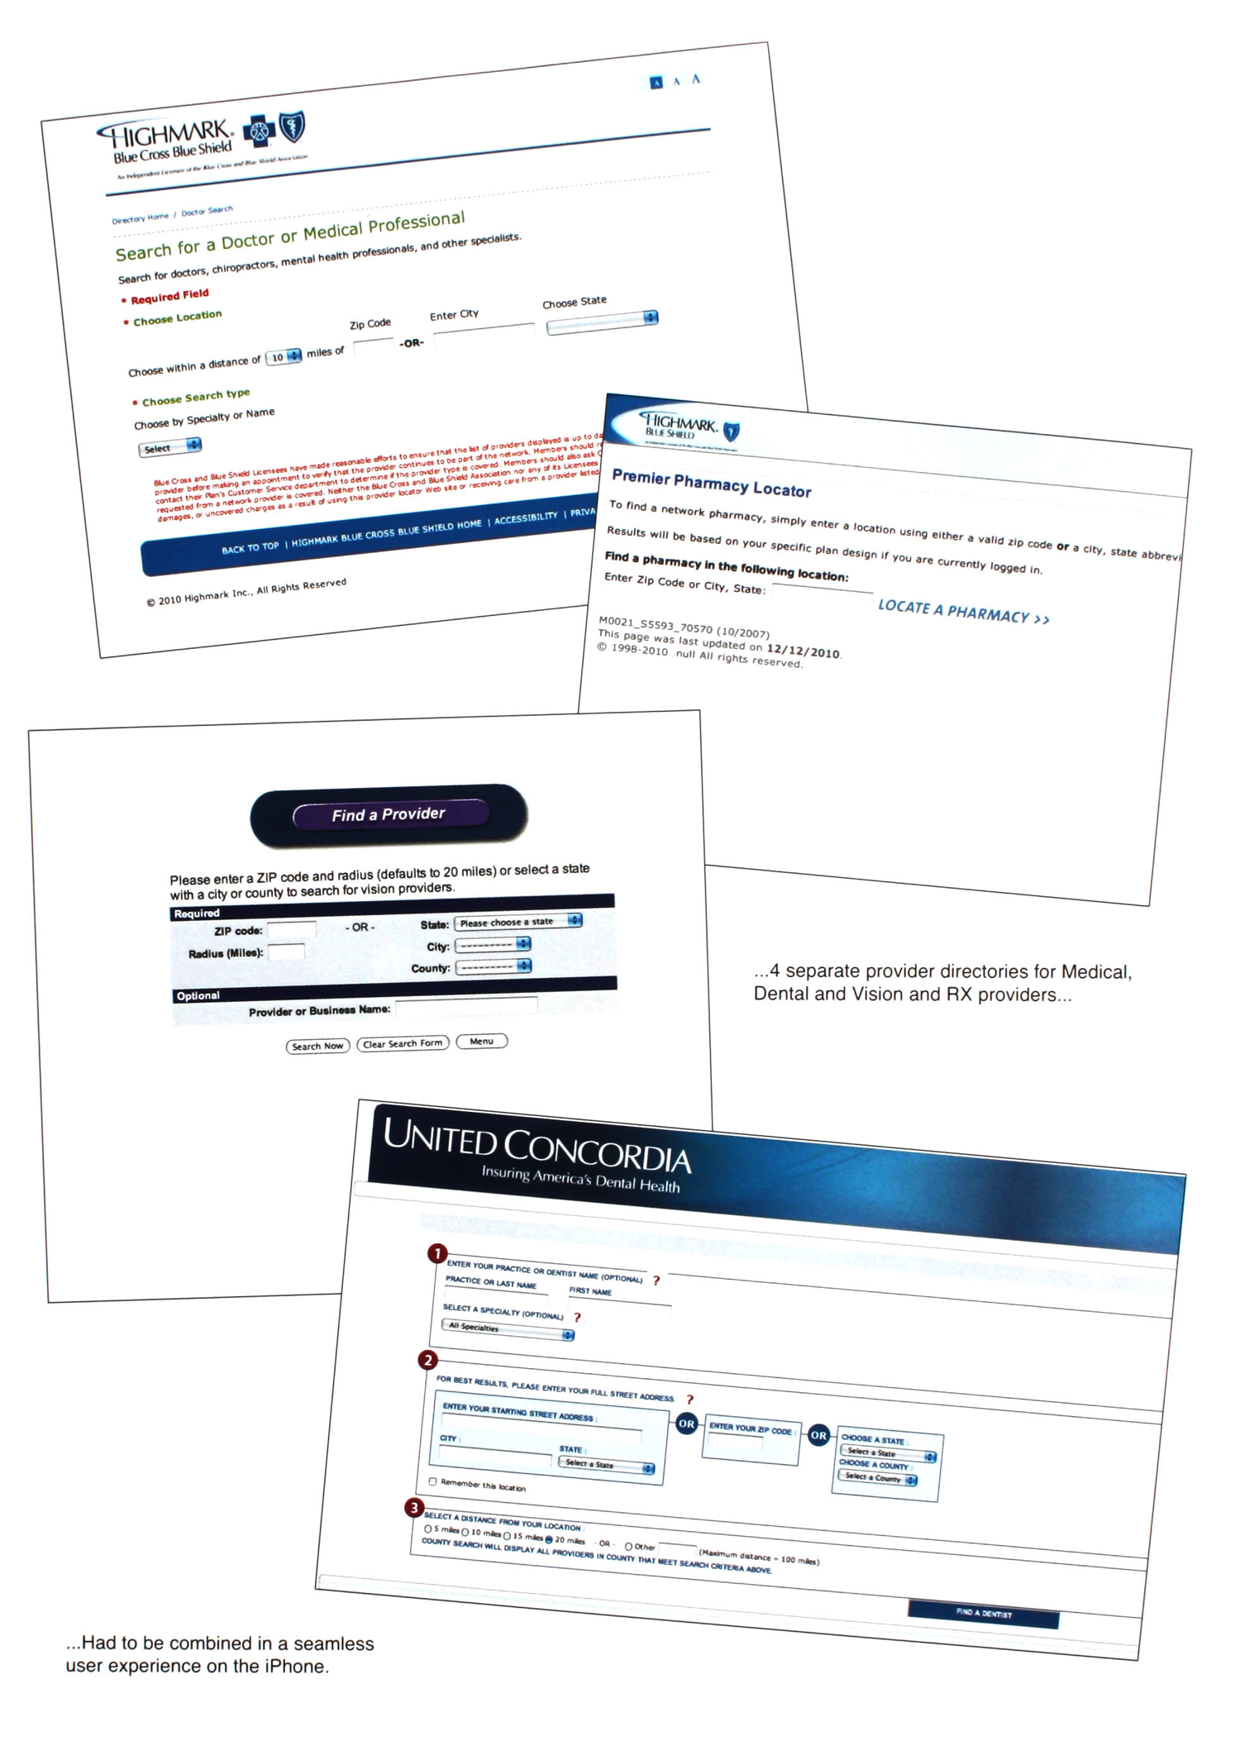 A A A
HIGHMARK®
Blue Cross Blue Shield
An Independent Licensee of the Blue Cross and Blue Shield Association
Directory Home / Doctor Search
Search for a Doctor or Medical Professional
Search for doctors, chiropractors, mental health professionals, and other specialists.
* Required Field
* Choose Location
Zip Code Enter City Choose State
Choose within a distance of 10 miles of -OR-
* Choose Search type
Choose by Specialty or Name
Select
Blue Cross and Blue Shield Licensees have made reasonable efforts to ensure that the list of providers displayed is up to da
provider before making an appointment to verify that the provider continues to be part of the network. Members should r
contact their Plan's Customer Service department to determine if the provider type is covered. Members should also ask
requested from a network provider is covered. Neither the Blue Cross and Blue Shield Association nor any of its Licensees
damages, or uncovered charges as a result of using this provider locator Web site or receiving care from a provider listed
BACK TO TOP | HIGHMARK BLUE CROSS BLUE SHIELD HOME | ACCESSIBILITY | PRIVA
© 2010 Highmark Inc., All Rights Reserved
HIGHMARK®
BLUE SHIELD
Premier Pharmacy Locator
To find a network pharmacy, simply enter a location using either a valid zip code or a city, state abbrevi
Results will be based on your specific plan design if you are currently logged in.
Find a pharmacy in the following location:
Enter Zip Code or City, State:
LOCATE A PHARMACY >>
M0021_S5593_70570 (10/2007)
This page was last updated on 12/12/2010.
© 1998-2010 null All rights reserved.
Find a Provider
Please enter a ZIP code and radius (defaults to 20 miles) or select a state
with a city or county to search for vision providers.
Required
ZIP code: - OR - State: Please choose a state
Radius (Miles): City: ----------
County: ----------
Optional
Provider or Business Name:
Search Now Clear Search Form Menu
...4 separate provider directories for Medical,
Dental and Vision and RX providers...
UNITED CONCORDIA
Insuring America's Dental Health
1 ENTER YOUR PRACTICE OR DENTIST NAME (OPTIONAL) ?
PRACTICE OR LAST NAME FIRST NAME
SELECT A SPECIALTY (OPTIONAL) ?
All Specialties
2
FOR BEST RESULTS, PLEASE ENTER YOUR FULL STREET ADDRESS. ?
ENTER YOUR STARTING STREET ADDRESS :
CITY : STATE :
Select a State
OR
ENTER YOUR ZIP CODE :
OR
CHOOSE A STATE :
Select a State
CHOOSE A COUNTY :
Select a County
Remember this location
3 SELECT A DISTANCE FROM YOUR LOCATION :
5 miles 10 miles 15 miles 20 miles - OR - Other (Maximum distance = 100 miles)
COUNTY SEARCH WILL DISPLAY ALL PROVIDERS IN COUNTY THAT MEET SEARCH CRITERIA ABOVE.
FIND A DENTIST
...Had to be combined in a seamless
user experience on the iPhone.